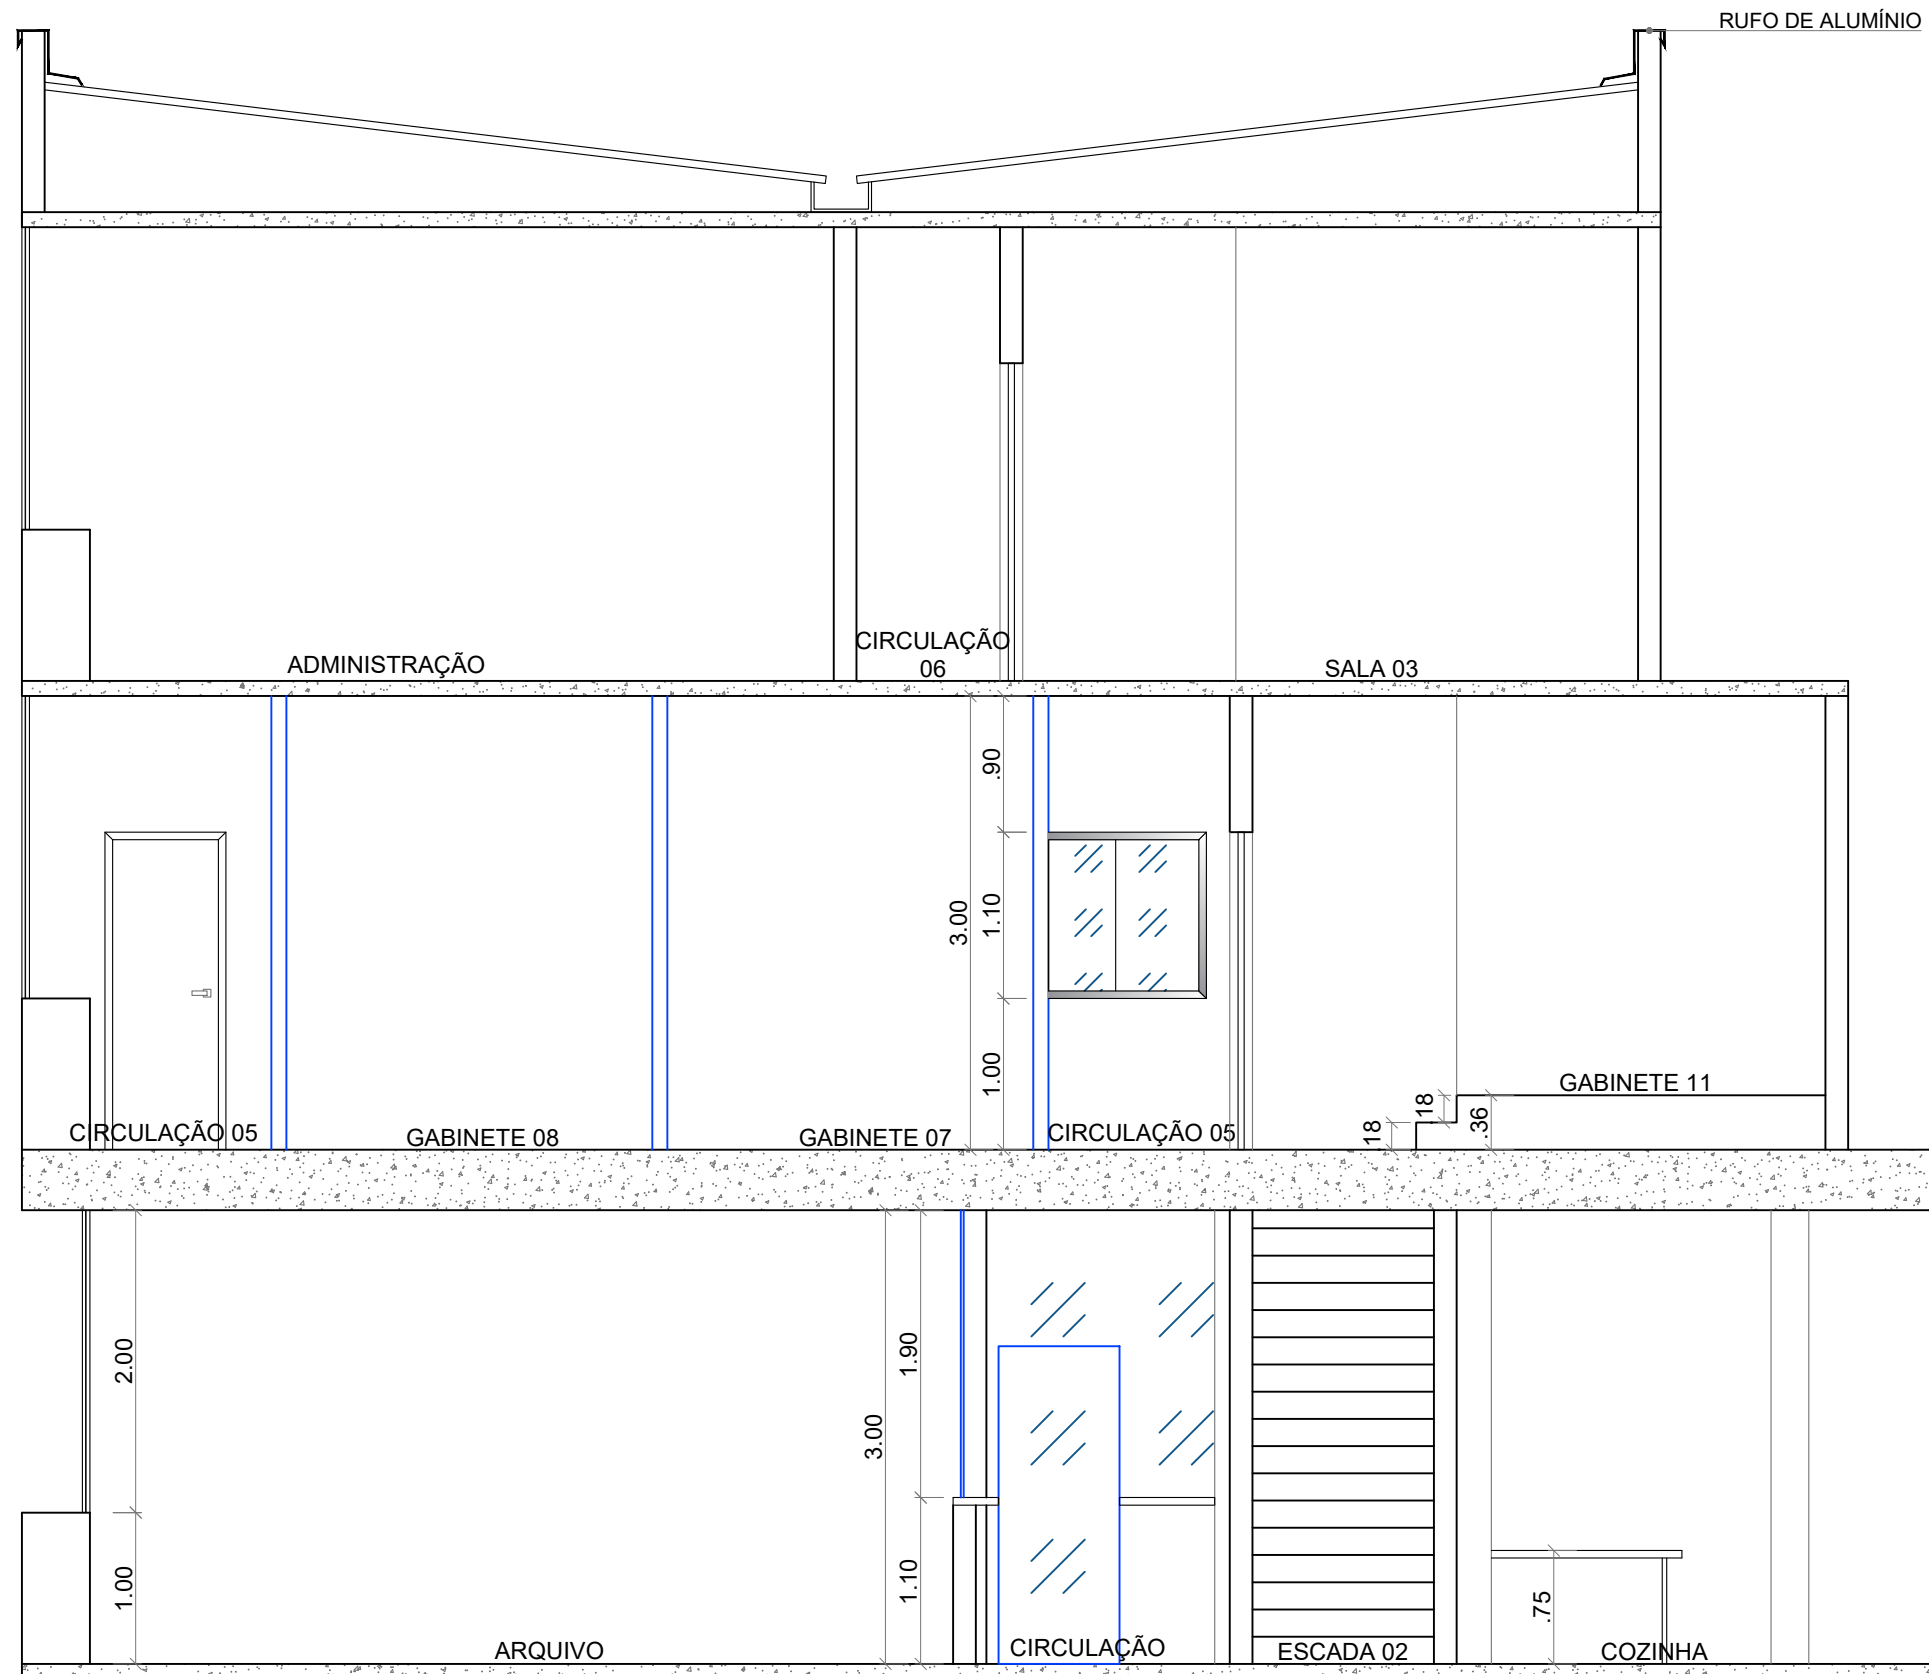 RUFO DE ALUMÍNIO
ADMINISTRAÇÃO
CIRCULAÇÃO
06
SALA 03
.90
3.00
1.10
1.00
CIRCULAÇÃO 05
GABINETE 08
GABINETE 07
CIRCULAÇÃO 05
.18
.18
.36
GABINETE 11
2.00
1.00
3.00
1.90
1.10
.75
ARQUIVO
CIRCULAÇÃO
ESCADA 02
COZINHA